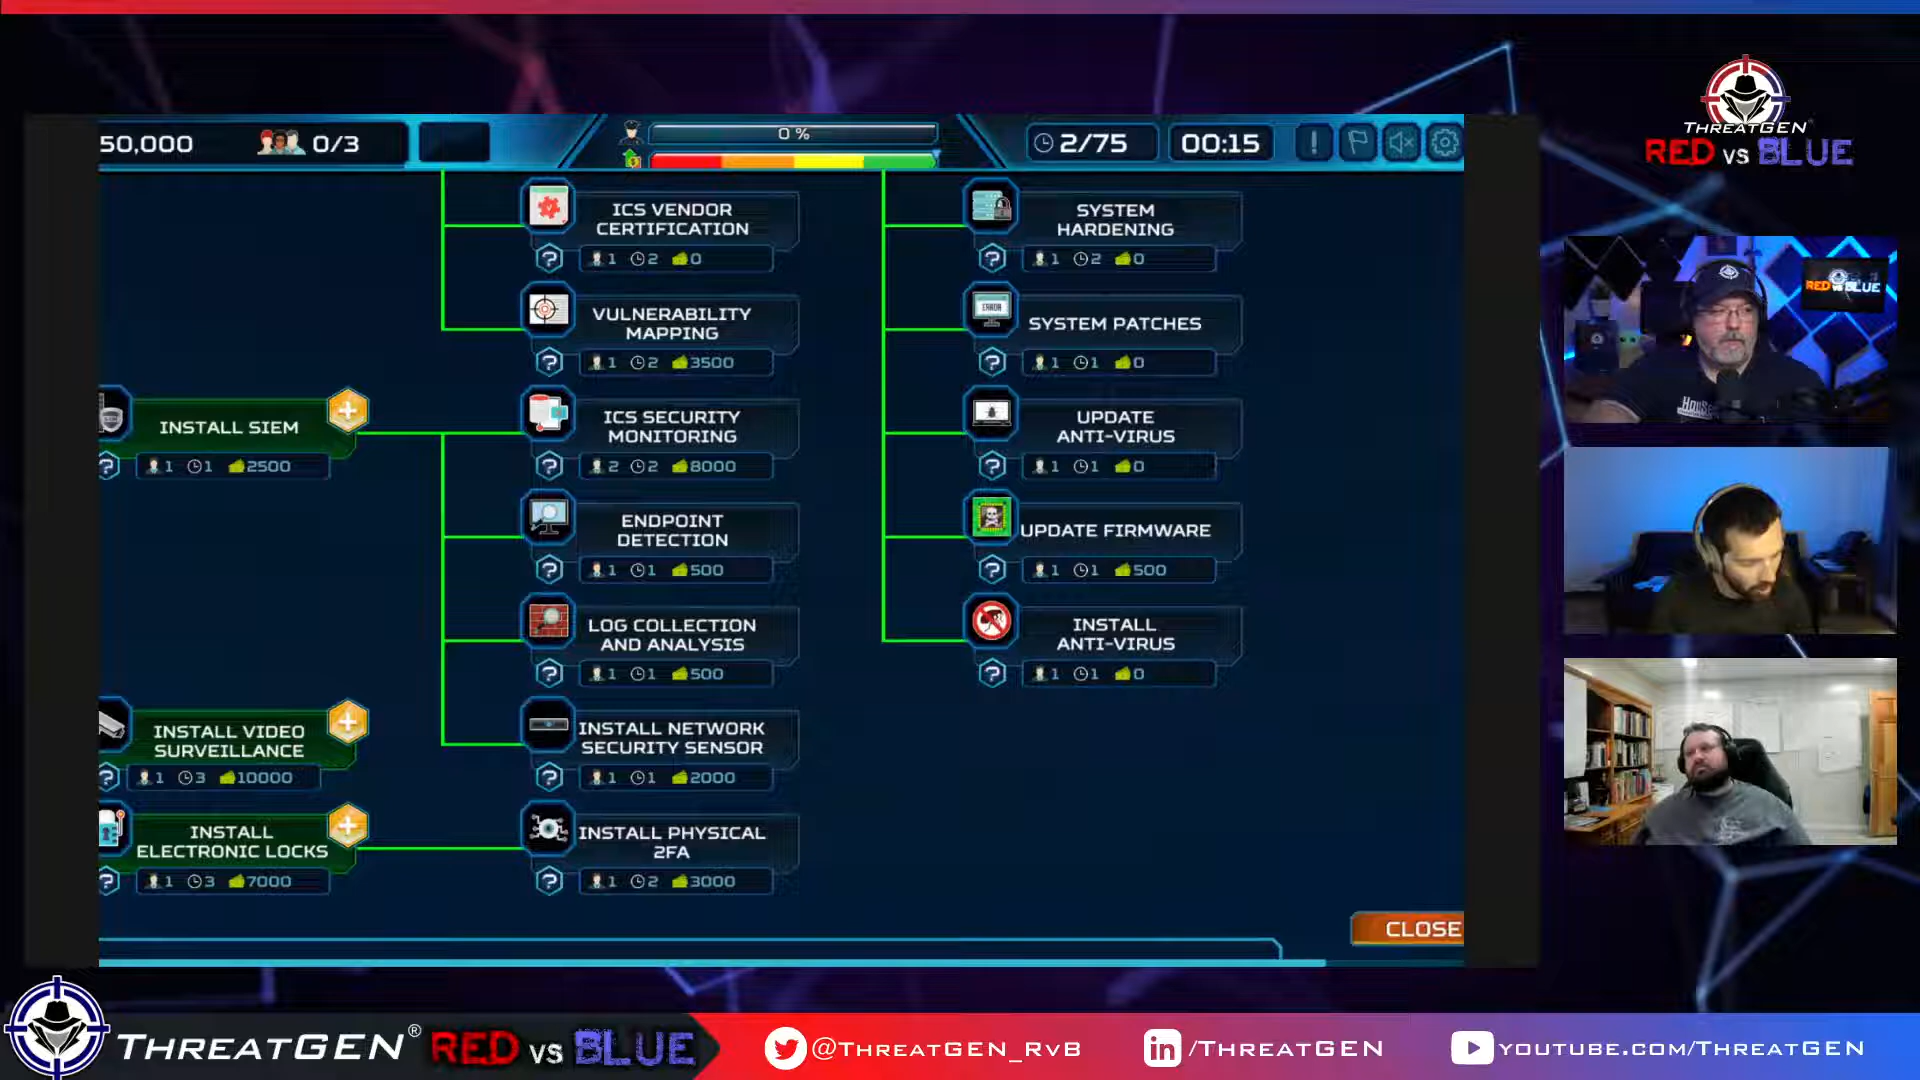 THREATGEN®
RED VS BLUE
50,000
0/3
0 %
2/75
00:15
ICS VENDOR
CERTIFICATION
? 1 2 0
VULNERABILITY
MAPPING
? 1 2 3500
INSTALL SIEM
? 1 1 2500
ICS SECURITY
MONITORING
? 2 2 8000
ENDPOINT
DETECTION
? 1 1 500
LOG COLLECTION
AND ANALYSIS
? 1 1 500
INSTALL VIDEO
SURVEILLANCE
? 1 3 10000
INSTALL NETWORK
SECURITY SENSOR
? 1 1 2000
INSTALL
ELECTRONIC LOCKS
? 1 3 7000
INSTALL PHYSICAL
2FA
? 1 2 3000
SYSTEM
HARDENING
? 1 2 0
ERROR
SYSTEM PATCHES
? 1 1 0
UPDATE
ANTI-VIRUS
? 1 1 0
UPDATE FIRMWARE
? 1 1 500
INSTALL
ANTI-VIRUS
? 1 1 0
CLOSE
RED VS BLUE
THREATGEN® RED VS BLUE
@THREATGEN_RVB
in /THREATGEN
YOUTUBE.COM/THREATGEN